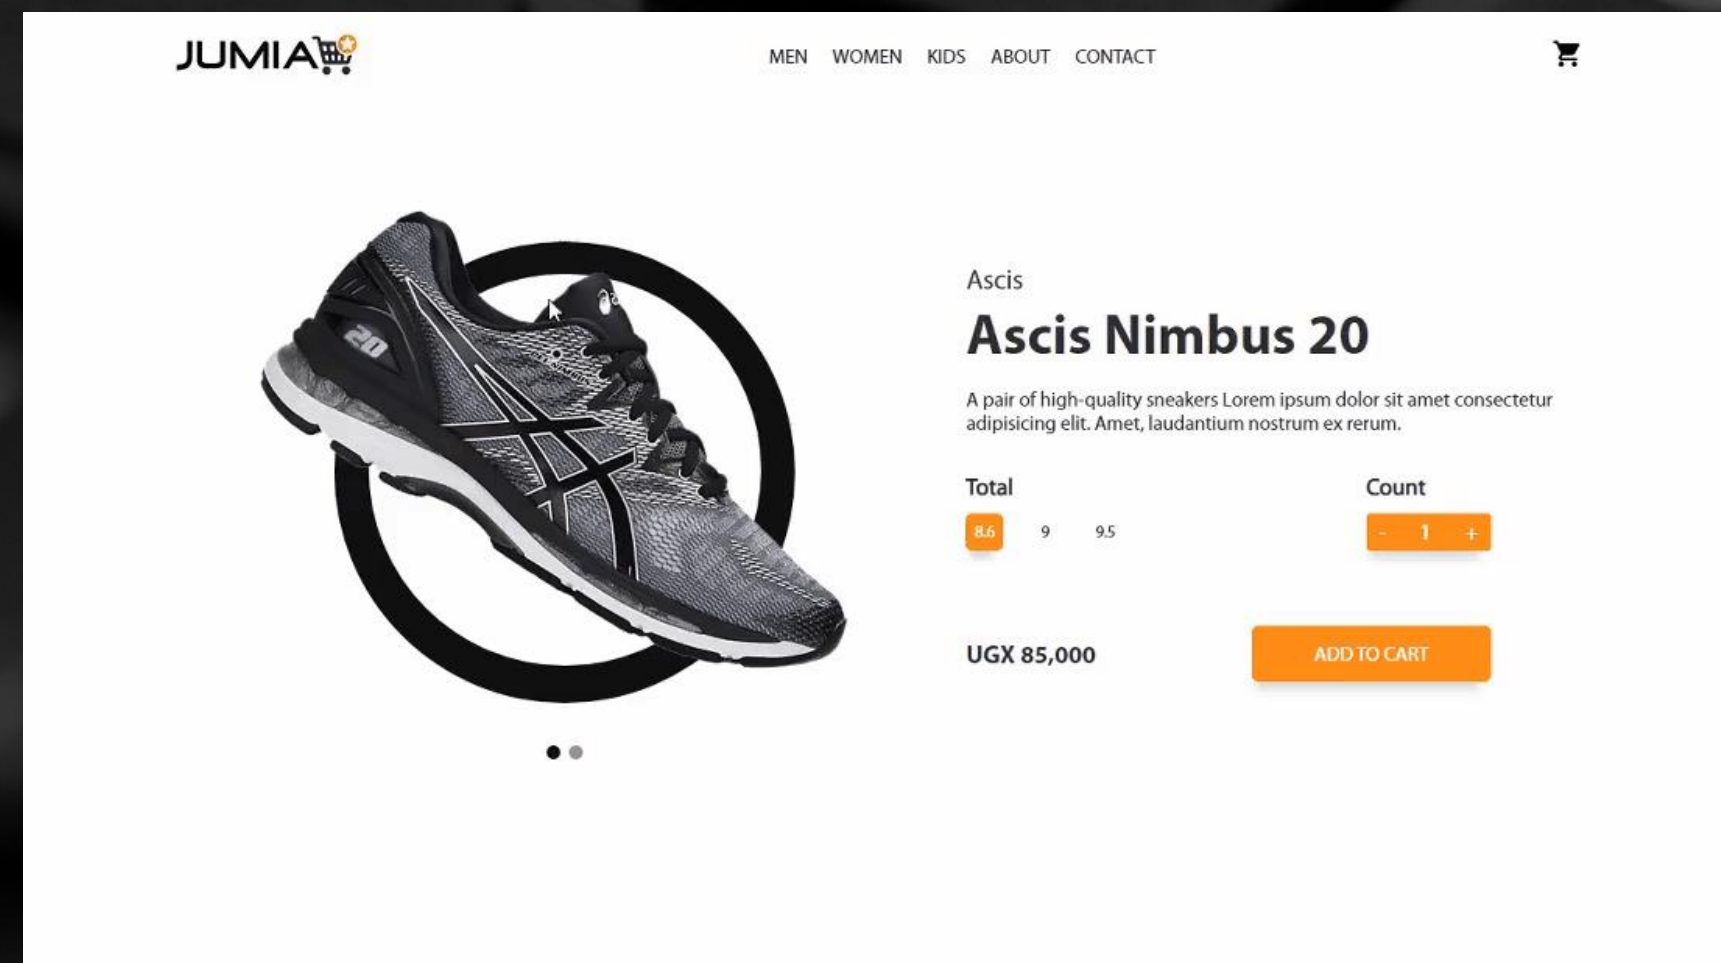 JUMIA
MEN WOMEN KIDS ABOUT CONTACT
20
Ascis
Ascis Nimbus 20
A pair of high-quality sneakers Lorem ipsum dolor sit amet consectetur
adipisicing elit. Amet, laudantium nostrum ex rerum.
Total Count
8.6 9 9.5 - 1 +
UGX 85,000 ADD TO CART